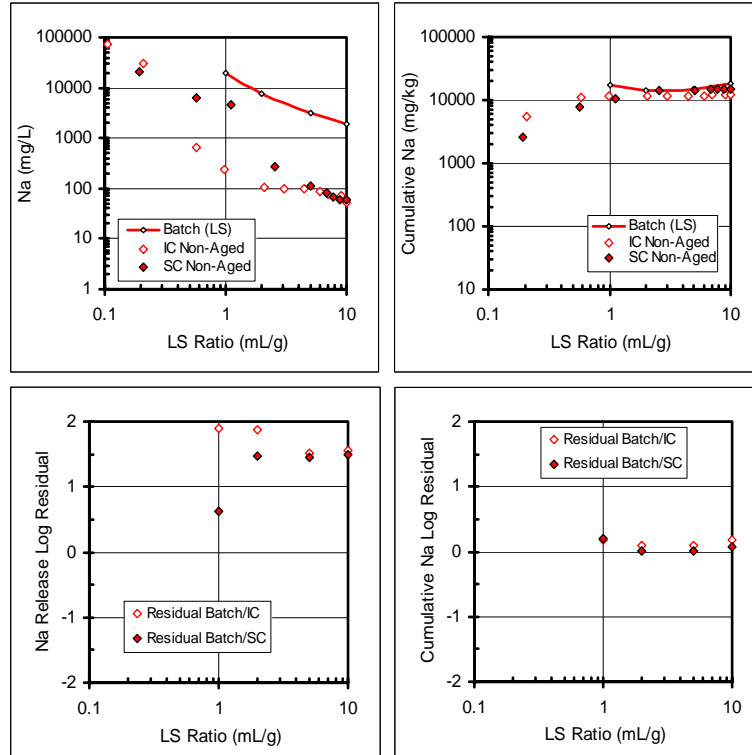 100000
10000
1000
100
10
1
Na (mg/L)
Batch (LS)
IC Non-Aged
SC Non-Aged
0.1 1 10
LS Ratio (mL/g)
100000
10000
1000
100
10
Cumulative Na (mg/kg)
Batch (LS)
IC Non-Aged
SC Non-Aged
0.1 1 10
LS Ratio (mL/g)
2
1
0
-1
-2
Na Release Log Residual
Residual Batch/IC
Residual Batch/SC
0.1 1 10
LS Ratio (mL/g)
2
1
0
-1
-2
Cumulative Na Log Residual
Residual Batch/IC
Residual Batch/SC
0.1 1 10
LS Ratio (mL/g)